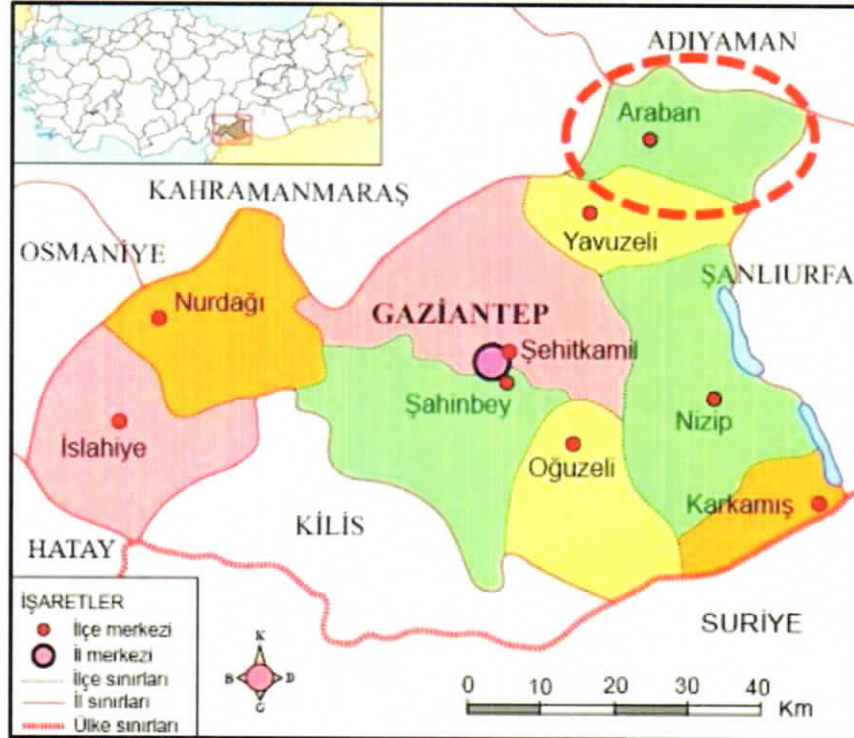 ADIYAMAN
Araban
KAHRAMANMARAŞ
Yavuzeli
OSMANİYE
ŞANLIURFA
Nurdağı
GAZİANTEP
Şehitkamil
Şahinbey
Nizip
İslahiye
Oğuzeli
Karkamış
KİLİS
HATAY
SURİYE
İŞARETLER
İlçe merkezi
İl merkezi
İlçe sınırları
İl sınırları
Ülke sınırları
K
B D
G
0 10 20 30 40
Km